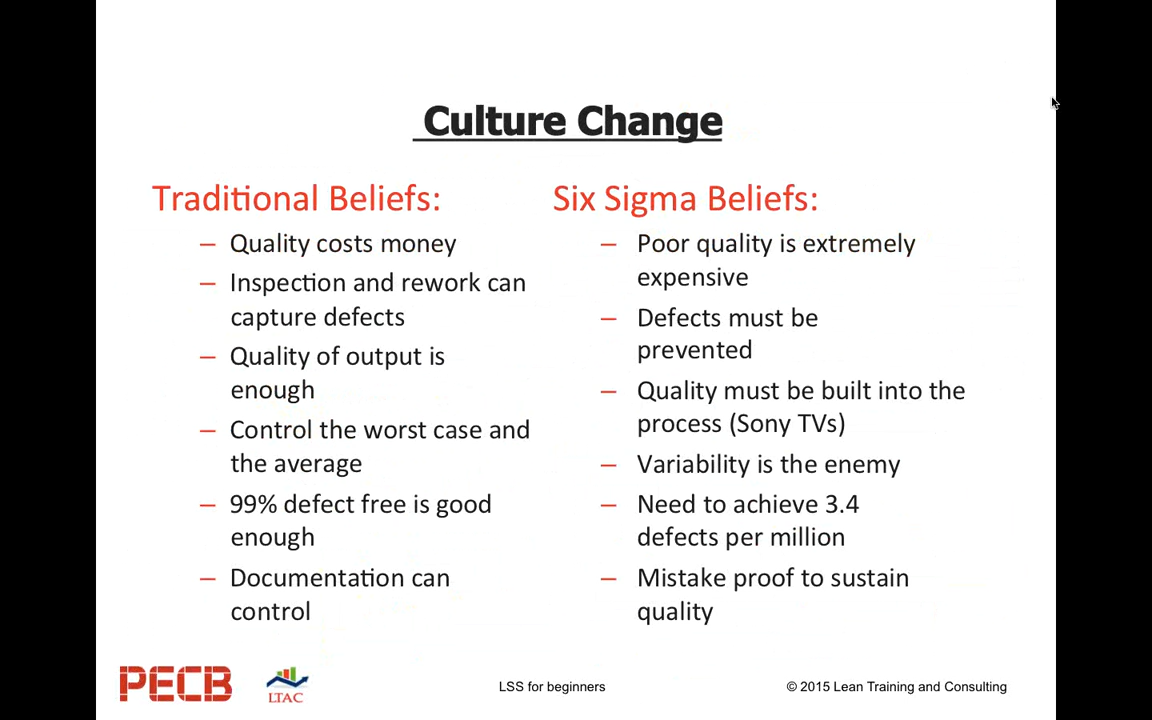 Culture Change
Traditional Beliefs:
– Quality costs money
– Inspection and rework can
capture defects
– Quality of output is
enough
– Control the worst case and
the average
– 99% defect free is good
enough
– Documentation can
control
Six Sigma Beliefs:
– Poor quality is extremely
expensive
– Defects must be
prevented
– Quality must be built into the
process (Sony TVs)
– Variability is the enemy
– Need to achieve 3.4
defects per million
– Mistake proof to sustain
quality
PECB
LTAC
LSS for beginners
© 2015 Lean Training and Consulting